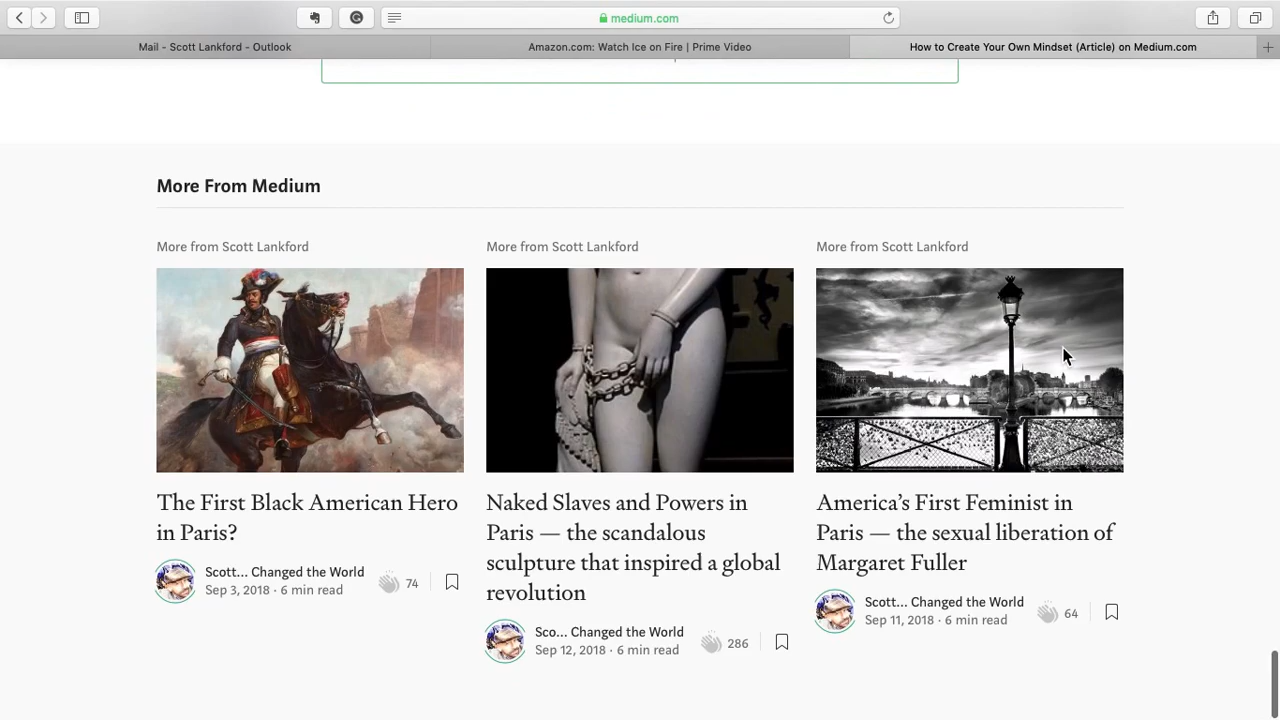 medium.com
Mail - Scott Lankford - Outlook
Amazon.com: Watch Ice on Fire | Prime Video
How to Create Your Own Mindset (Article) on Medium.com
More From Medium
More from Scott Lankford
More from Scott Lankford
More from Scott Lankford
The First Black American Hero
in Paris?
Scott... Changed the World
Sep 3, 2018 · 6 min read
74
Naked Slaves and Powers in
Paris — the scandalous
sculpture that inspired a global
revolution
Sco... Changed the World
Sep 12, 2018 · 6 min read
286
America’s First Feminist in
Paris — the sexual liberation of
Margaret Fuller
Scott... Changed the World
Sep 11, 2018 · 6 min read
64